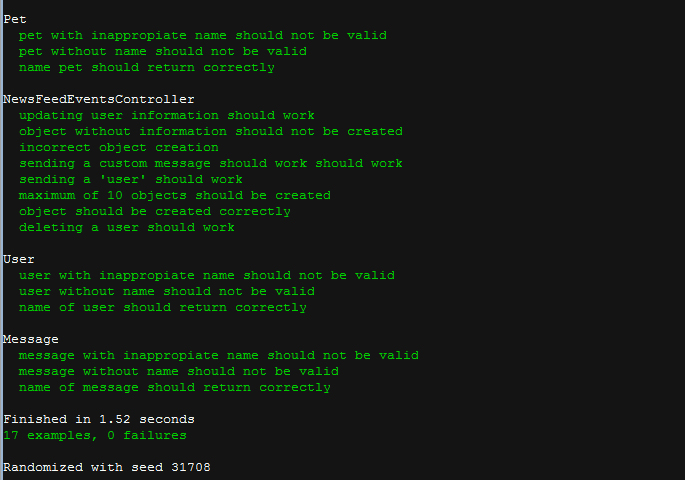 Pet
pet with inappropiate name should not be valid
pet without name should not be valid
name pet should return correctly
NewsFeedEventsController
updating user information should work
object without information should not be created
incorrect object creation
sending a custom message should work should work
sending a 'user' should work
maximum of 10 objects should be created
object should be created correctly
deleting a user should work
User
user with inappropiate name should not be valid
user without name should not be valid
name of user should return correctly
Message
message with inappropiate name should not be valid
message without name should not be valid
name of message should return correctly
Finished in 1.52 seconds
17 examples, 0 failures
Randomized with seed 31708